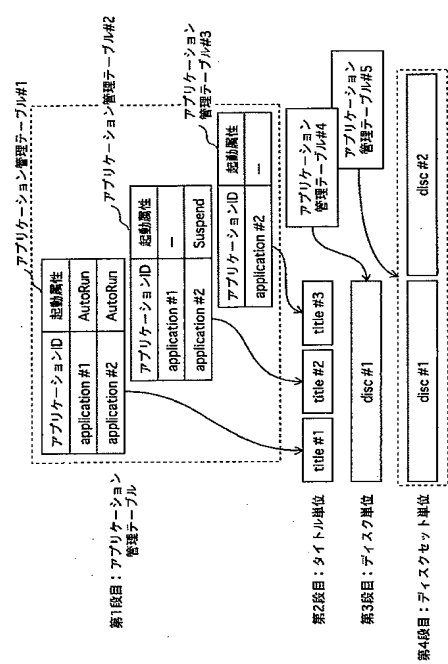 アプリケーション管理テーブル#1
アプリケーションID 起動属性
application #1 AutoRun
application #2 AutoRun
アプリケーション管理テーブル#2
アプリケーションID 起動属性
application #1 —
application #2 Suspend
アプリケーション
管理テーブル#3
アプリケーションID 起動属性
application #2 —
第1段目:アプリケーション
管理テーブル
第2段目:タイトル単位
title #1 title #2 title #3
アプリケーション
管理テーブル#4
第3段目:ディスク単位
disc #1
アプリケーション
管理テーブル#5
第4段目:ディスクセット単位
disc #1 disc #2